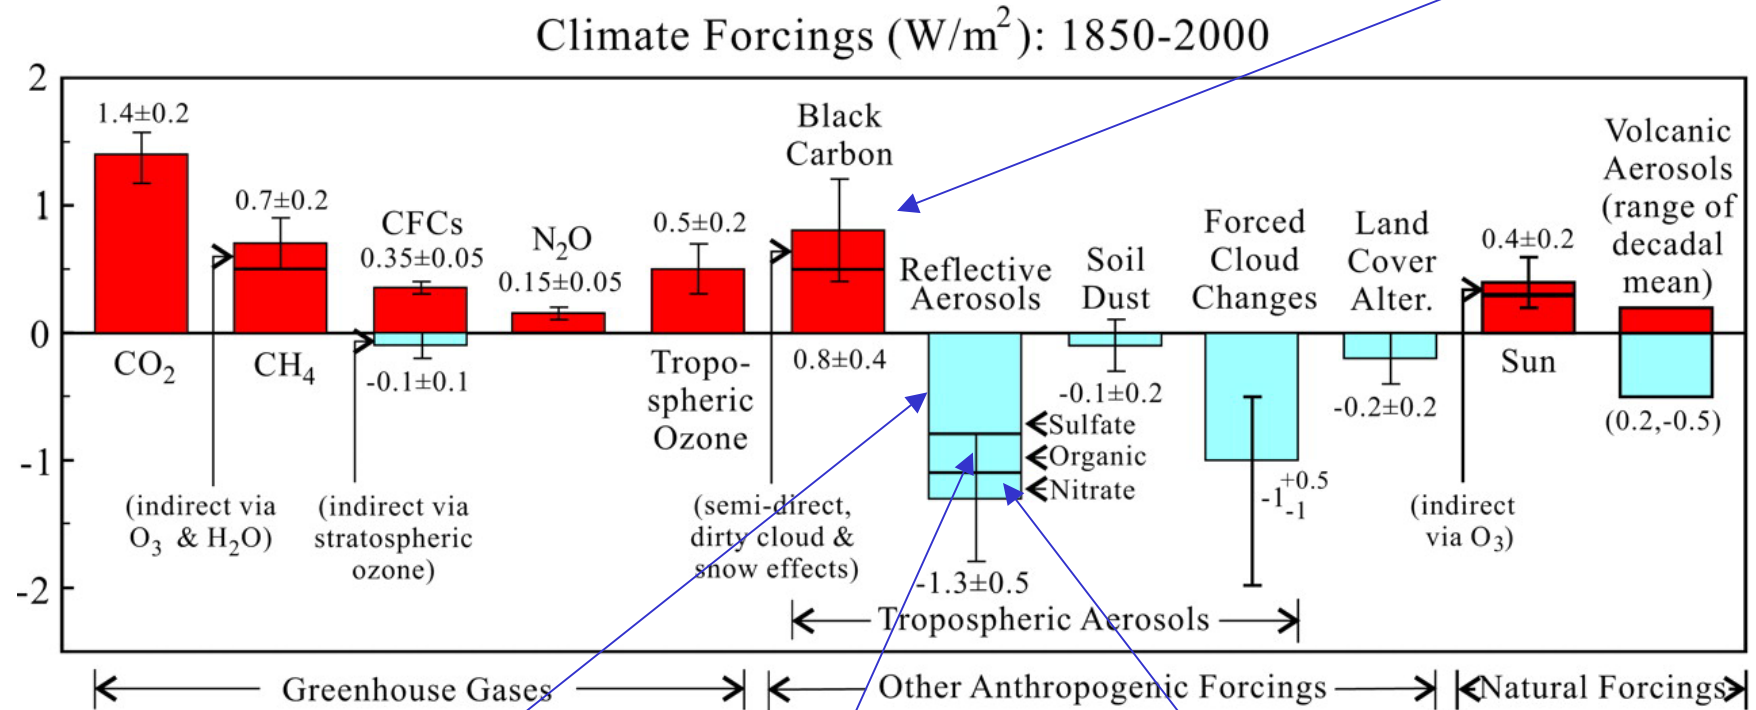 Climate Forcings (W/m2): 1850-2000
2
1
0
-1
-2
1.4±0.2
CO2
0.7±0.2
CH4
(indirect via
O3 & H2O)
CFCs
0.35±0.05
-0.1±0.1
(indirect via
stratospheric
ozone)
N2O
0.15±0.05
0.5±0.2
Tropo-
spheric
Ozone
Black
Carbon
0.8±0.4
(semi-direct,
dirty cloud &
snow effects)
Reflective
Aerosols
Sulfate
Organic
Nitrate
-1.3±0.5
Soil
Dust
-0.1±0.2
Forced
Cloud
Changes
-1 +0.5 -1
Land
Cover
Alter.
-0.2±0.2
0.4±0.2
Sun
(indirect
via O3)
Volcanic
Aerosols
(range of
decadal
mean)
(0.2,-0.5)
Tropospheric Aerosols
Greenhouse Gases
Other Anthropogenic Forcings
Natural Forcings